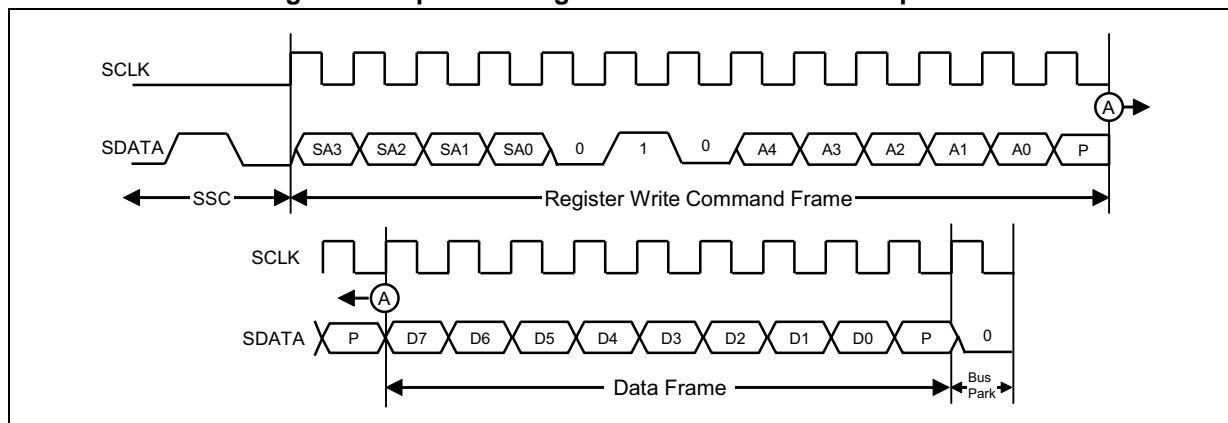 SCLK
A
SDATA SA3 SA2 SA1 SA0 0 1 0 A4 A3 A2 A1 A0 P
SSC Register Write Command Frame
SCLK
A
SDATA P D7 D6 D5 D4 D3 D2 D1 D0 P 0
Data Frame Bus
Park